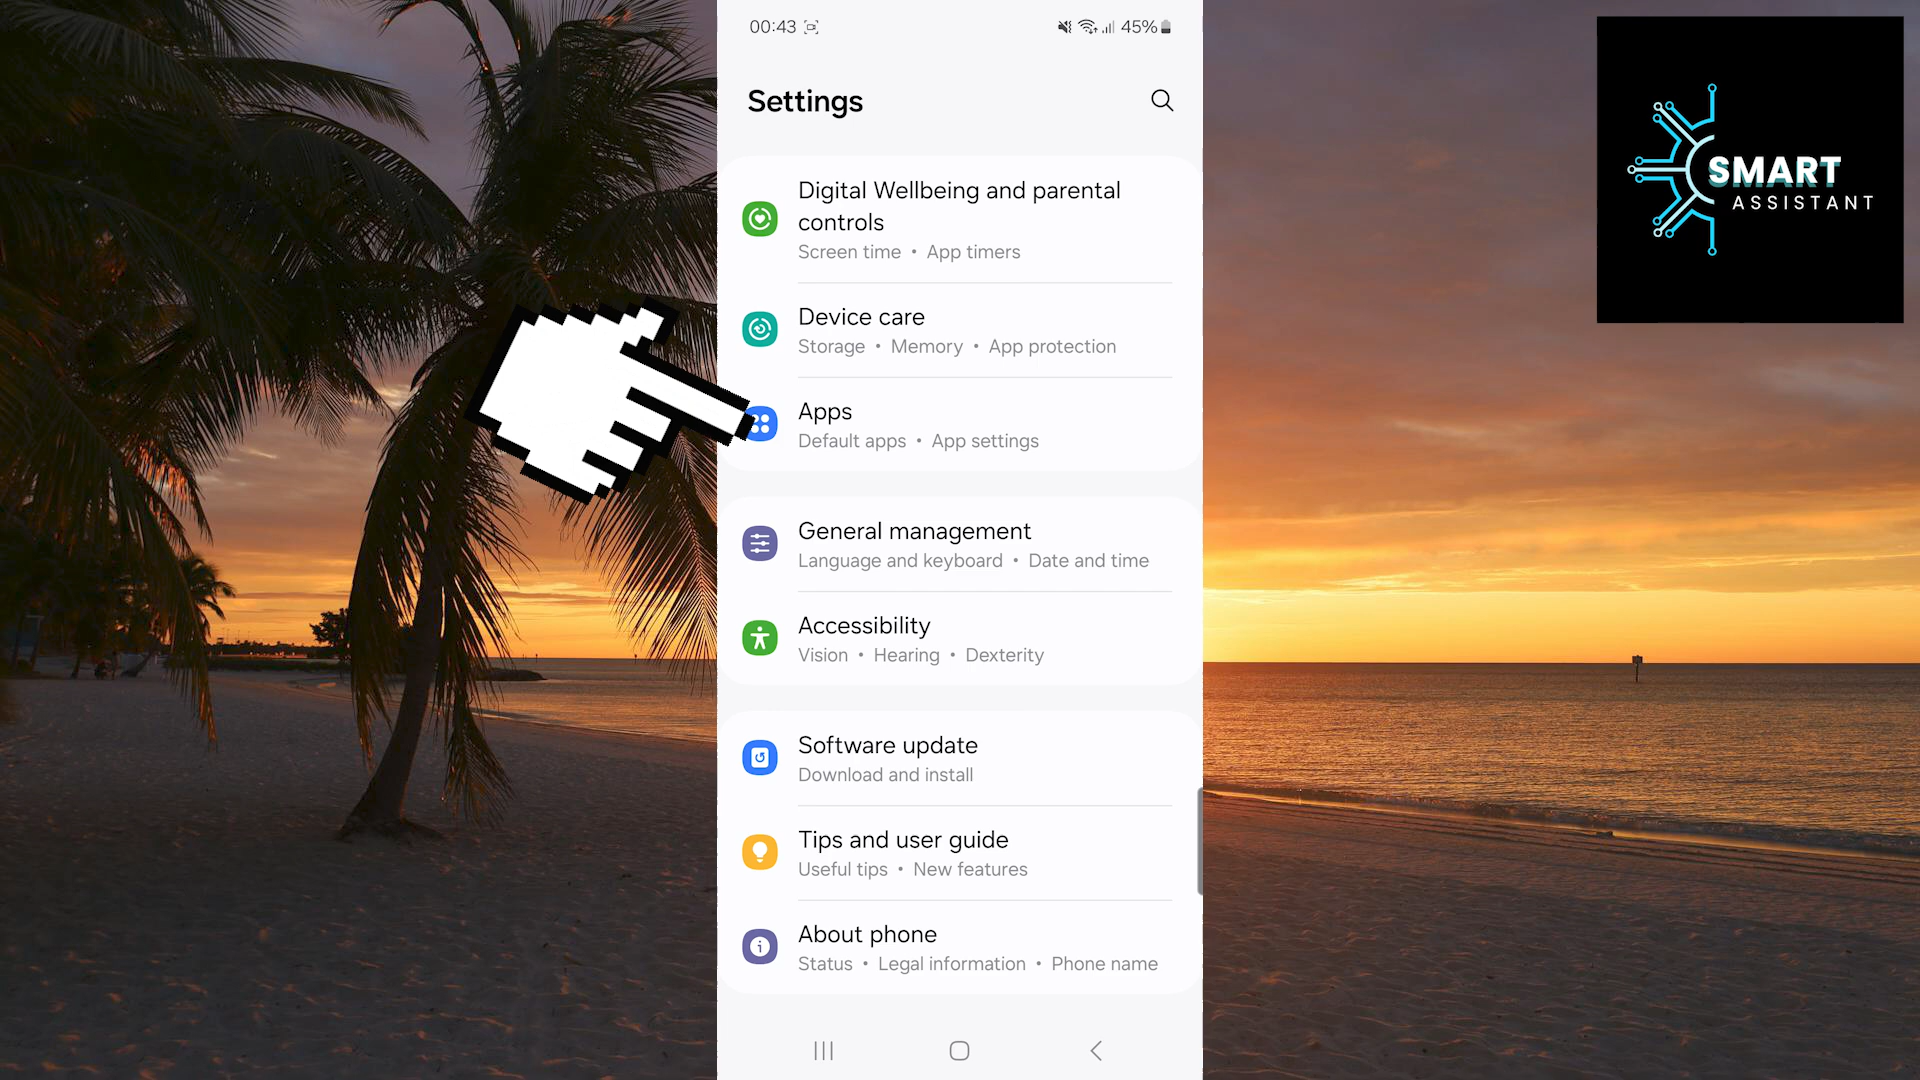 00:43
45%
Settings
Digital Wellbeing and parental
controls
Screen time • App timers
Device care
Storage • Memory • App protection
Apps
Default apps • App settings
General management
Language and keyboard • Date and time
Accessibility
Vision • Hearing • Dexterity
Software update
Download and install
Tips and user guide
Useful tips • New features
About phone
Status • Legal information • Phone name
SMART
ASSISTANT